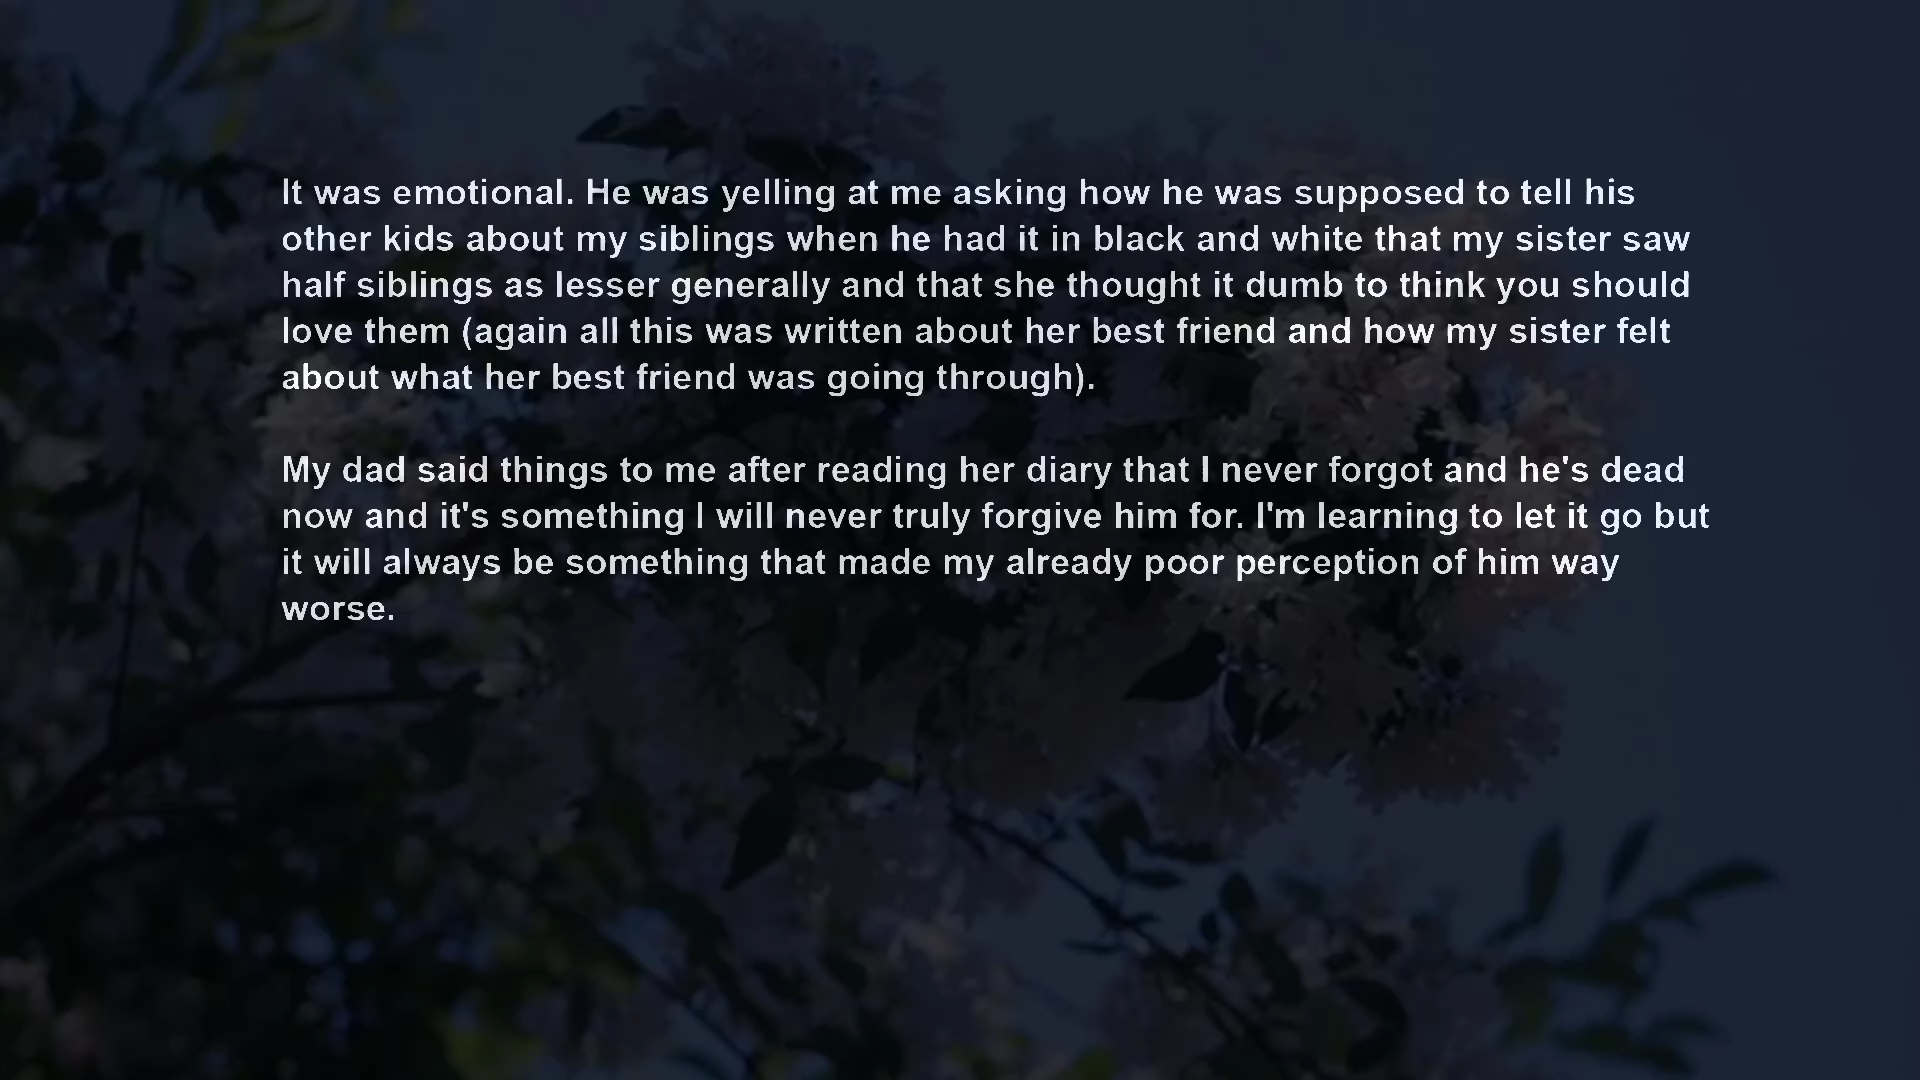 It was emotional. He was yelling at me asking how he was supposed to tell his
other kids about my siblings when he had it in black and white that my sister saw
half siblings as lesser generally and that she thought it dumb to think you should
love them (again all this was written about her best friend and how my sister felt
about what her best friend was going through).
My dad said things to me after reading her diary that I never forgot and he's dead
now and it's something I will never truly forgive him for. I'm learning to let it go but
it will always be something that made my already poor perception of him way
worse.